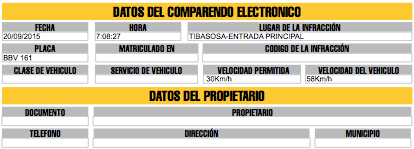 DATOS DEL COMPARENDO ELECTRONICO
FECHA HORA LUGAR DE LA INFRACCIÓN
20/09/2015 7:08:27 TIBASOSA-ENTRADA PRINCIPAL
PLACA MATRICULADO EN CODIGO DE LA INFRACCIÓN
BBV 161
CLASE DE VEHICULO SERVICIO DE VEHICULO VELOCIDAD PERMITIDA VELOCIDAD DEL VEHICULO
30Km/h 58Km/h
DATOS DEL PROPIETARIO
DOCUMENTO PROPIETARIO
TELEFONO DIRECCIÓN MUNICIPIO